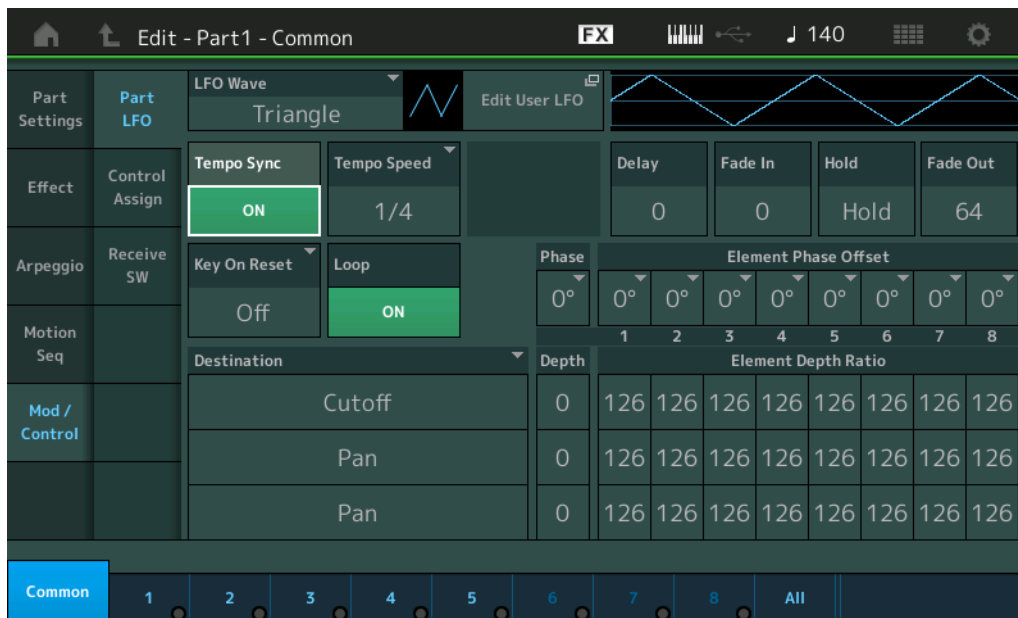 Edit - Part1 - Common FX ♩ 140
Part
Settings
Part
LFO
LFO Wave
Triangle
Edit User LFO
Effect
Control
Assign
Tempo Sync
ON
Tempo Speed
1/4
Delay
0
Fade In
0
Hold
Hold
Fade Out
64
Arpeggio
Receive
SW
Key On Reset
Off
Loop
ON
Phase Element Phase Offset
0° 0° 0° 0° 0° 0° 0° 0° 0°
1 2 3 4 5 6 7 8
Motion
Seq
Destination Depth Element Depth Ratio
Mod /
Control
Cutoff 0 126 126 126 126 126 126 126 126
Pan 0 126 126 126 126 126 126 126 126
Pan 0 126 126 126 126 126 126 126 126
Common 1 2 3 4 5 6 7 8 All